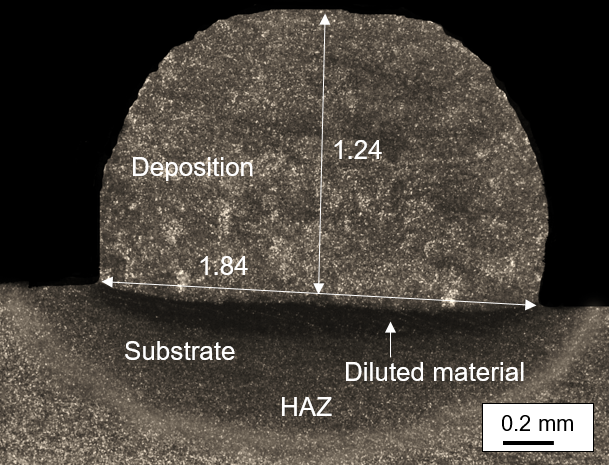 1.24
Deposition
1.84
Substrate
Diluted material
HAZ
0.2 mm